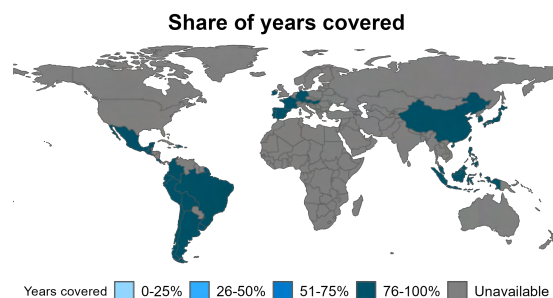 Share of years covered
Years covered 0-25% 26-50% 51-75% 76-100% Unavailable